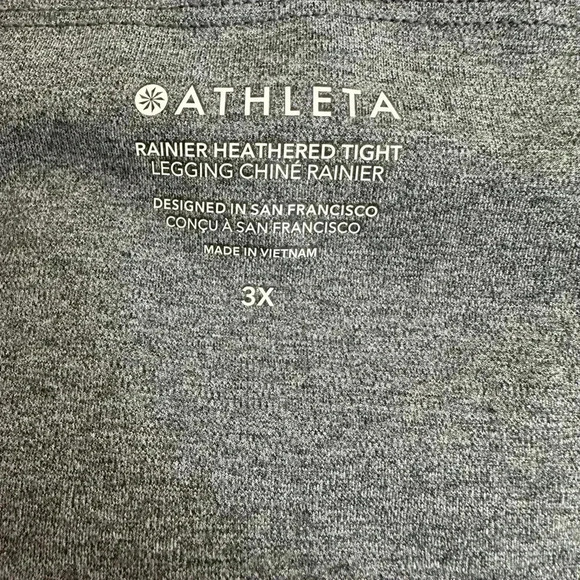 ATHLETA
RAINIER HEATHERED TIGHT
LEGGING CHINÉ RAINIER
DESIGNED IN SAN FRANCISCO
CONÇU À SAN FRANCISCO
MADE IN VIETNAM
3X